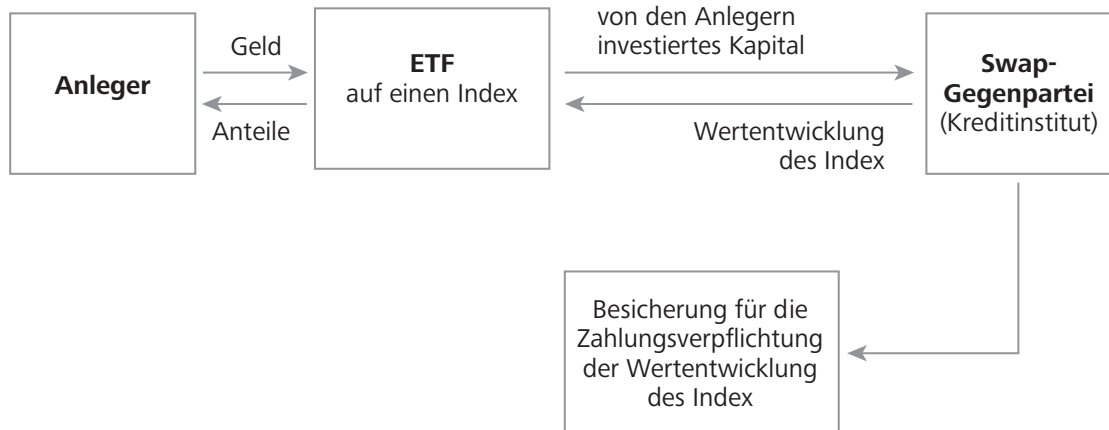 Anleger
Geld
Anteile
ETF
auf einen Index
von den Anlegern
investiertes Kapital
Wertentwicklung
des Index
Swap-
Gegenpartei
(Kreditinstitut)
Besicherung für die
Zahlungsverpflichtung
der Wertentwicklung
des Index